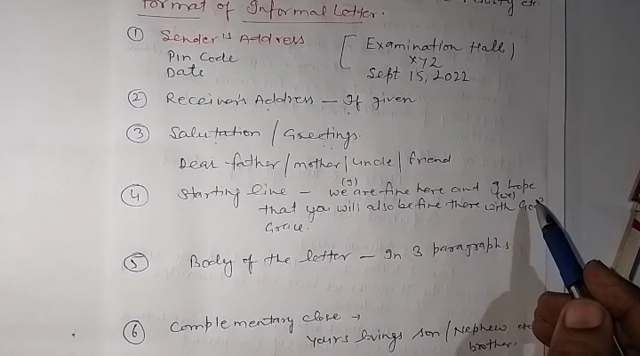 Format of Informal Letter.
① Sender's Address [ Examination Hall,
Pin Code XYZ
Date Sept 15, 2022
② Receiver's Address - If given
③ Salutation / Greetings.
Dear father / mother / uncle / friend
④ Starting line - We are fine here and I hope
(I) (we)
that you will also be fine there with God
Grace.
⑤ Body of the letter - In 3 paragraphs.
⑥ Complementary close →
yours lovings son / Nephew etc
brother.